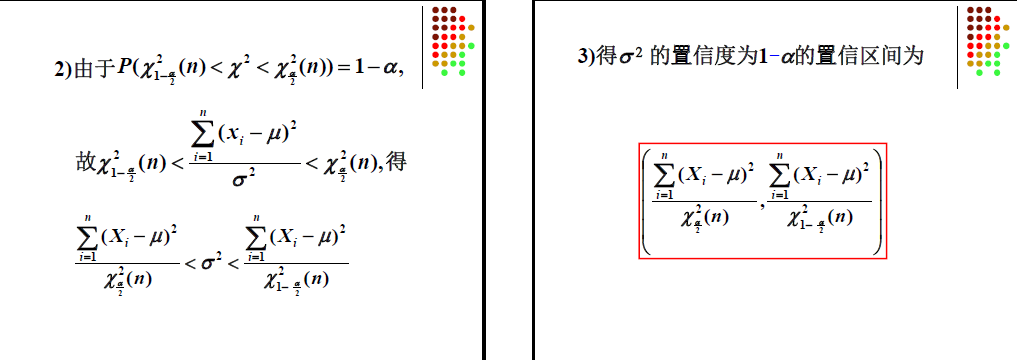 2)由于 $P(\chi^2_{1-\frac{\alpha}{2}}(n) < \chi^2 < \chi^2_{\frac{\alpha}{2}}(n)) = 1-\alpha,$
故 $\chi^2_{1-\frac{\alpha}{2}}(n) < \frac{\sum_{i=1}^{n}(x_i-\mu)^2}{\sigma^2} < \chi^2_{\frac{\alpha}{2}}(n),$ 得
$\frac{\sum_{i=1}^{n}(X_i-\mu)^2}{\chi^2_{\frac{\alpha}{2}}(n)} < \sigma^2 < \frac{\sum_{i=1}^{n}(X_i-\mu)^2}{\chi^2_{1-\frac{\alpha}{2}}(n)}$
3)得 $\sigma^2$ 的置信度为1-α的置信区间为
$\left( \frac{\sum_{i=1}^{n}(X_i-\mu)^2}{\chi^2_{\frac{\alpha}{2}}(n)}, \frac{\sum_{i=1}^{n}(X_i-\mu)^2}{\chi^2_{1-\frac{\alpha}{2}}(n)} \right)$